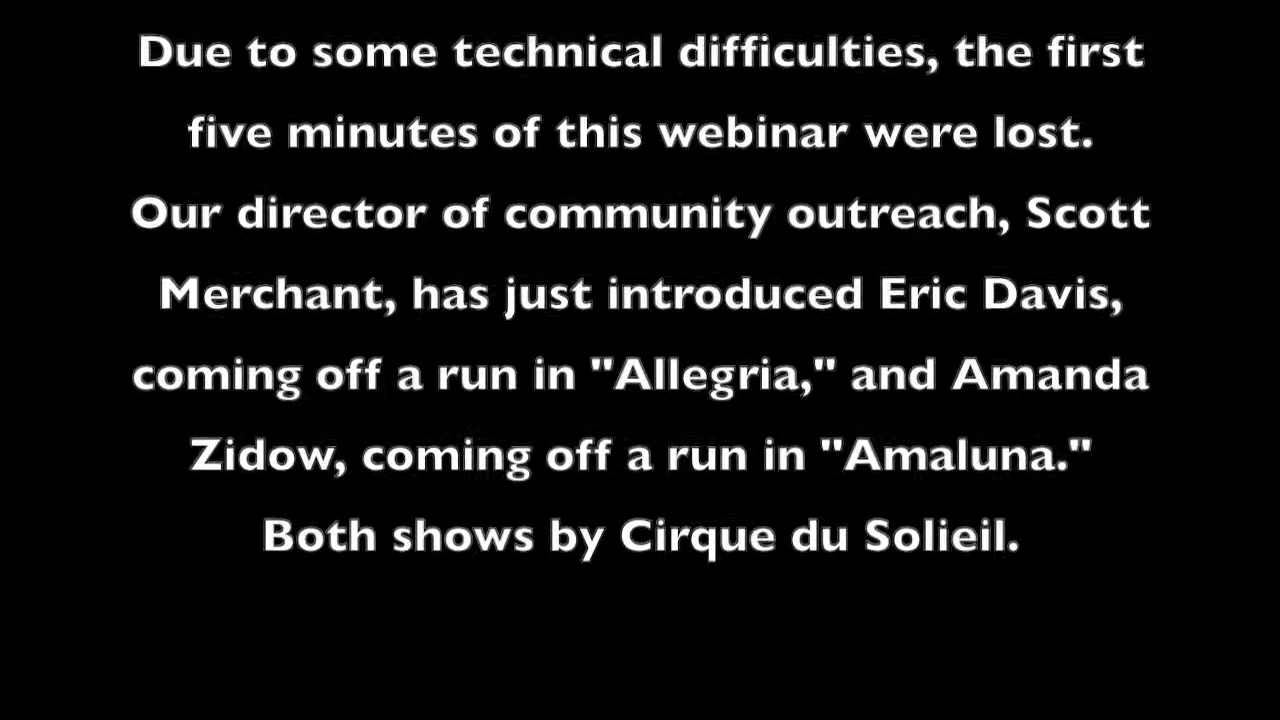 Due to some technical difficulties, the first
five minutes of this webinar were lost.
Our director of community outreach, Scott
Merchant, has just introduced Eric Davis,
coming off a run in "Allegria," and Amanda
Zidow, coming off a run in "Amaluna."
Both shows by Cirque du Solieil.